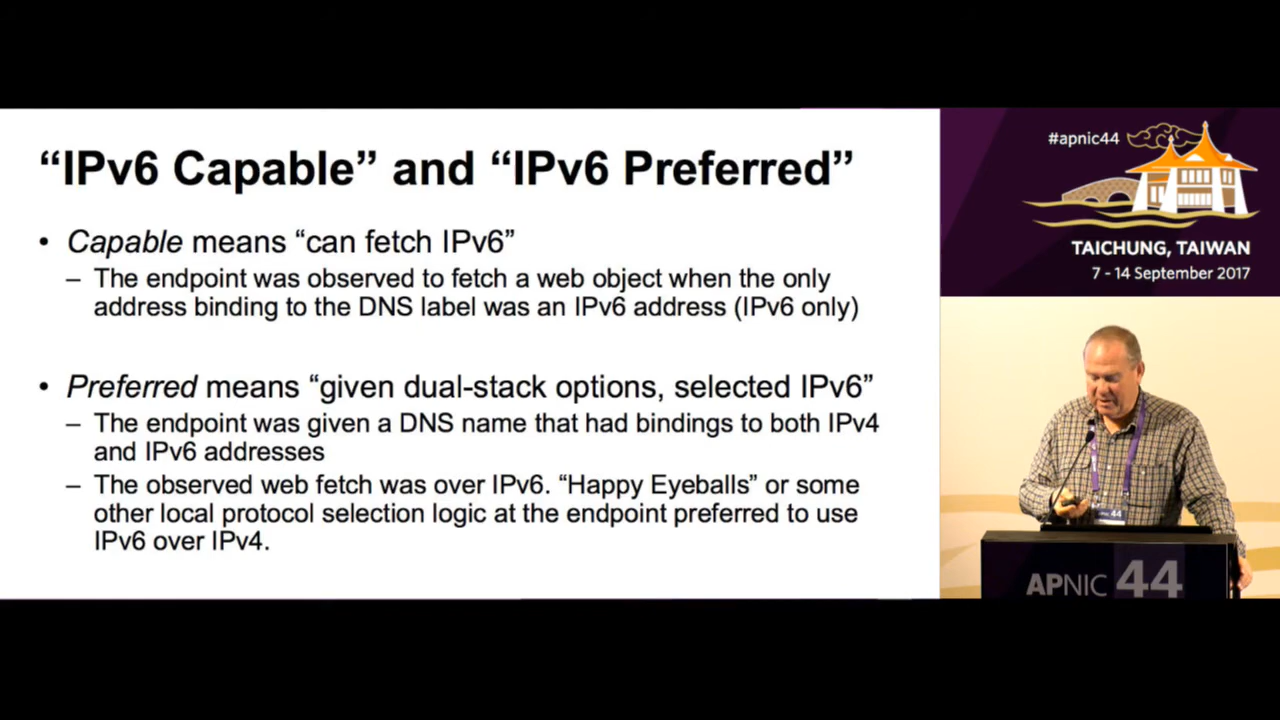 “IPv6 Capable” and “IPv6 Preferred”
• Capable means “can fetch IPv6”
– The endpoint was observed to fetch a web object when the only
address binding to the DNS label was an IPv6 address (IPv6 only)
• Preferred means “given dual-stack options, selected IPv6”
– The endpoint was given a DNS name that had bindings to both IPv4
and IPv6 addresses
– The observed web fetch was over IPv6. “Happy Eyeballs” or some
other local protocol selection logic at the endpoint preferred to use
IPv6 over IPv4.
#apnic44
TAICHUNG, TAIWAN
7 - 14 September 2017
APNIC 44
APNIC 44